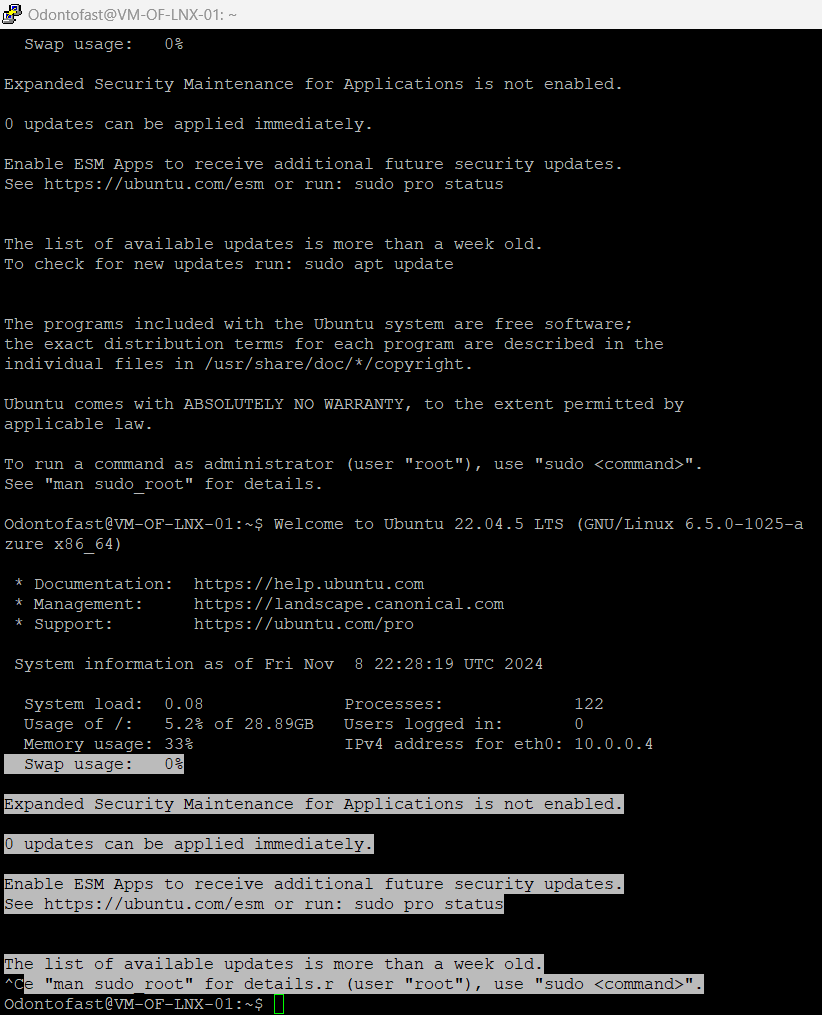 Odontofast@VM-OF-LNX-01: ~
  Swap usage:   0%
Expanded Security Maintenance for Applications is not enabled.
0 updates can be applied immediately.
Enable ESM Apps to receive additional future security updates.
See https://ubuntu.com/esm or run: sudo pro status
The list of available updates is more than a week old.
To check for new updates run: sudo apt update
The programs included with the Ubuntu system are free software;
the exact distribution terms for each program are described in the
individual files in /usr/share/doc/*/copyright.
Ubuntu comes with ABSOLUTELY NO WARRANTY, to the extent permitted by
applicable law.
To run a command as administrator (user "root"), use "sudo <command>".
See "man sudo_root" for details.
Odontofast@VM-OF-LNX-01:~$ Welcome to Ubuntu 22.04.5 LTS (GNU/Linux 6.5.0-1025-a
zure x86_64)
 * Documentation:  https://help.ubuntu.com
 * Management:     https://landscape.canonical.com
 * Support:        https://ubuntu.com/pro
 System information as of Fri Nov  8 22:28:19 UTC 2024
  System load:  0.08              Processes:             122
  Usage of /:   5.2% of 28.89GB   Users logged in:       0
  Memory usage: 33%               IPv4 address for eth0: 10.0.0.4
  Swap usage:   0%
Expanded Security Maintenance for Applications is not enabled.
0 updates can be applied immediately.
Enable ESM Apps to receive additional future security updates.
See https://ubuntu.com/esm or run: sudo pro status
The list of available updates is more than a week old.
^Ce "man sudo_root" for details.r (user "root"), use "sudo <command>".
Odontofast@VM-OF-LNX-01:~$